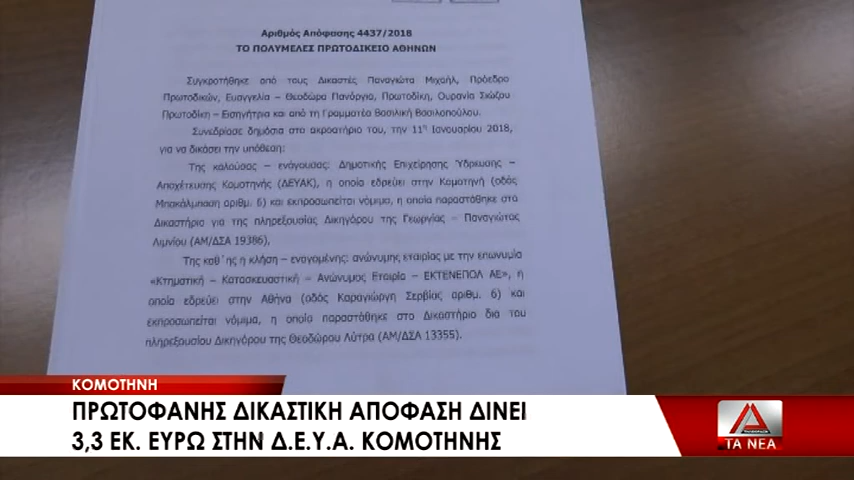 Αριθμός Απόφασης 4437/2018
ΤΟ ΠΟΛΥΜΕΛΕΣ ΠΡΩΤΟΔΙΚΕΙΟ ΑΘΗΝΩΝ
Συγκροτήθηκε από τους Δικαστές Παναγιώτα Μιχαήλ, Πρόεδρο
Πρωτοδικών, Ευαγγελία – Θεοδώρα Πανόργια, Πρωτοδίκη, Ουρανία Σκώζου
Πρωτοδίκη – Εισηγήτρια και από τη Γραμματέα Βασιλική Βασιλοπούλου.
Συνεδρίασε δημόσια στο ακροατήριο του, την 11η Ιανουαρίου 2018,
για να δικάσει την υπόθεση:
Της καλούσας – ενάγουσας: Δημοτικής Επιχείρησης Ύδρευσης –
Αποχέτευσης Κομοτηνής (ΔΕΥΑΚ), η οποία εδρεύει στην Κομοτηνή (οδός
Μπακάλμπαση αριθμ. 6) και εκπροσωπείται νόμιμα, η οποία παραστάθηκε στο
Δικαστήριο για της πληρεξουσίας Δικηγόρου της Γεωργίας – Παναγιώτας
Λιμνίου (ΑΜ/ΔΣΑ 19386),
Της καθ΄ης η κλήση – εναγομένης: ανώνυμης εταιρίας με την επωνυμία
«Κτηματική – Κατασκευαστική – Ανώνυμος Εταιρία – ΕΚΤΕΝΕΠΟΛ ΑΕ», η
οποία εδρεύει στην Αθήνα (οδός Καραγιώργη Σερβίας αριθμ. 6) και
εκπροσωπείται νόμιμα, η οποία παραστάθηκε στο Δικαστήριο δια του
πληρεξουσίου Δικηγόρου της Θεοδώρου Λύτρα (ΑΜ/ΔΣΑ 13355).
ΚΟΜΟΤΗΝΗ
ΠΡΩΤΟΦΑΝΗΣ ΔΙΚΑΣΤΙΚΗ ΑΠΟΦΑΣΗ ΔΙΝΕΙ
3,3 ΕΚ. ΕΥΡΩ ΣΤΗΝ Δ.Ε.Υ.Α. ΚΟΜΟΤΗΝΗΣ
ΤΑ ΝΕΑ